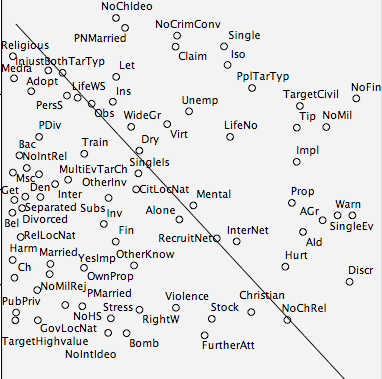 NoChIdeo
NoCrimConv
PNMarried
Claim
Single
Religious
Iso
InjustBothTarTyp
Media
Let
PplTarTyp
Adopt
LifeWS
NoFin
PersS
Ins
TargetCivil
Obs
Unemp
WideGr
Virt
Tip
NoMil
PDiv
LifeNo
Bac
Train
Dry
NoIntRel
Impl
MultiEvTarCh
SingleIs
Msc
Den
OtherInv
Get
Inter
CitLocNat
Separated
Subs
Mental
Prop
Bel
Divorced
Inv
Alone
AGr
Warn
SingleEv
RelLocNat
Fin
RecruitNet
InterNet
Ald
Harm
Married
YesImp
OtherKnow
Hurt
Ch
OwnProp
Discr
NoMilRej
PMarried
PubPriv
Violence
Christian
NoHS
Stress
Stock
NoChRel
GovLocNat
RightW
TargetHighvalue
NoIntIdeo
Bomb
FurtherAtt